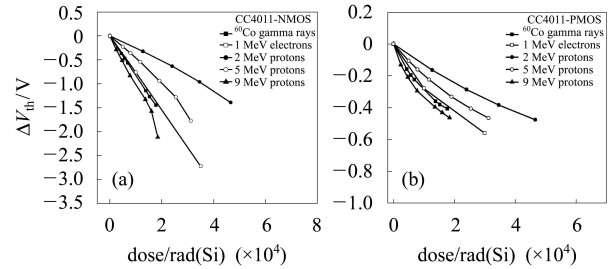 CC4011-NMOS
⁶⁰Co gamma rays
1 MeV electrons
2 MeV protons
5 MeV protons
9 MeV protons
0.5
0
−0.5
−1.0
−1.5
−2.0
−2.5
−3.0
−3.5
ΔVth/V
(a)
0 2 4 6 8
dose/rad(Si) (×10⁴)
CC4011-PMOS
⁶⁰Co gamma rays
1 MeV electrons
2 MeV protons
5 MeV protons
9 MeV protons
0.2
0
−0.2
−0.4
−0.6
−0.8
−1.0
(b)
0 2 4 6
dose/rad(Si) (×10⁴)